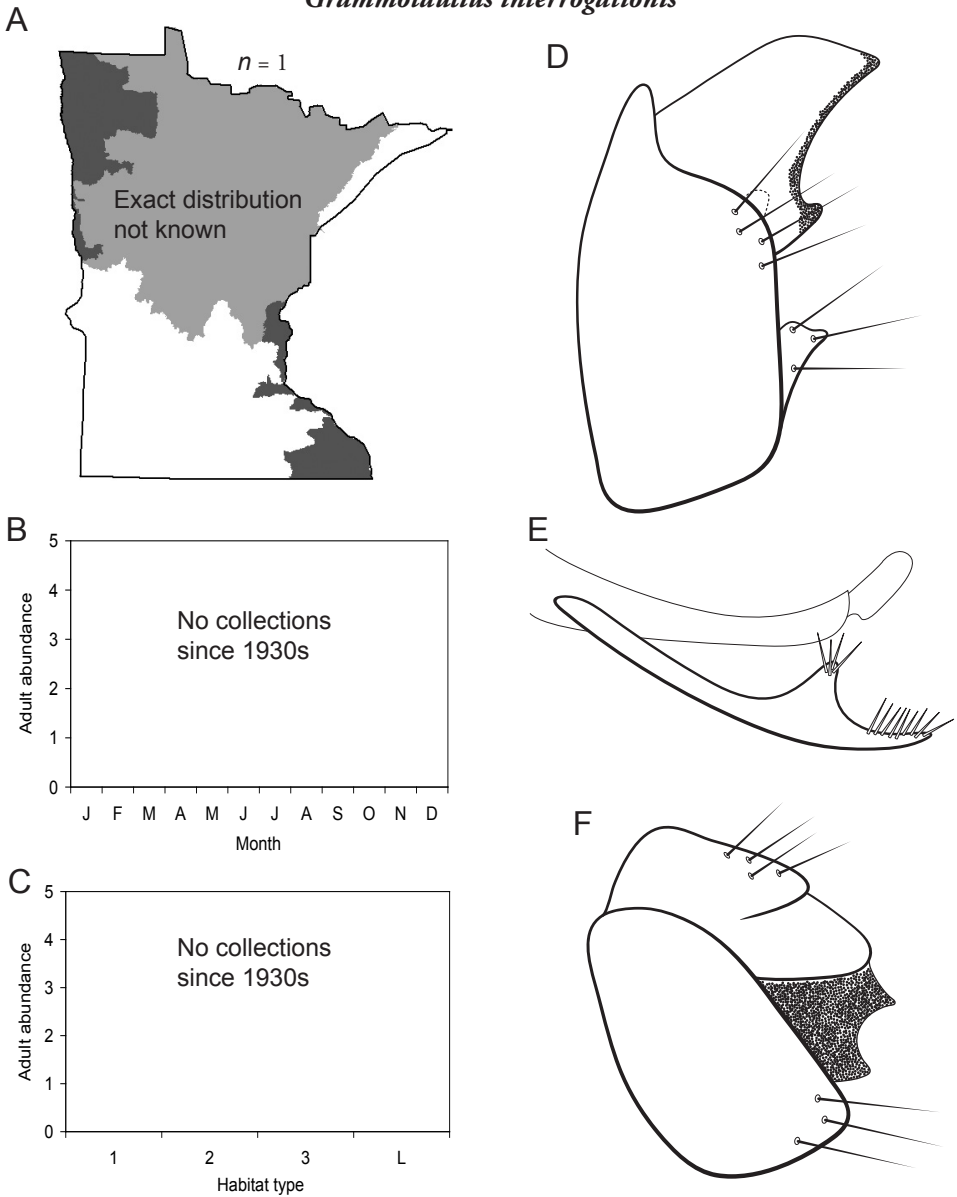 Grammotaulius interrogationis
A
n = 1
Exact distribution
not known
B
Adult abundance
5
4
3
2
1
0
No collections
since 1930s
J F M A M J J A S O N D
Month
C
Adult abundance
5
4
3
2
1
0
No collections
since 1930s
1 2 3 L
Habitat type
D
E
F